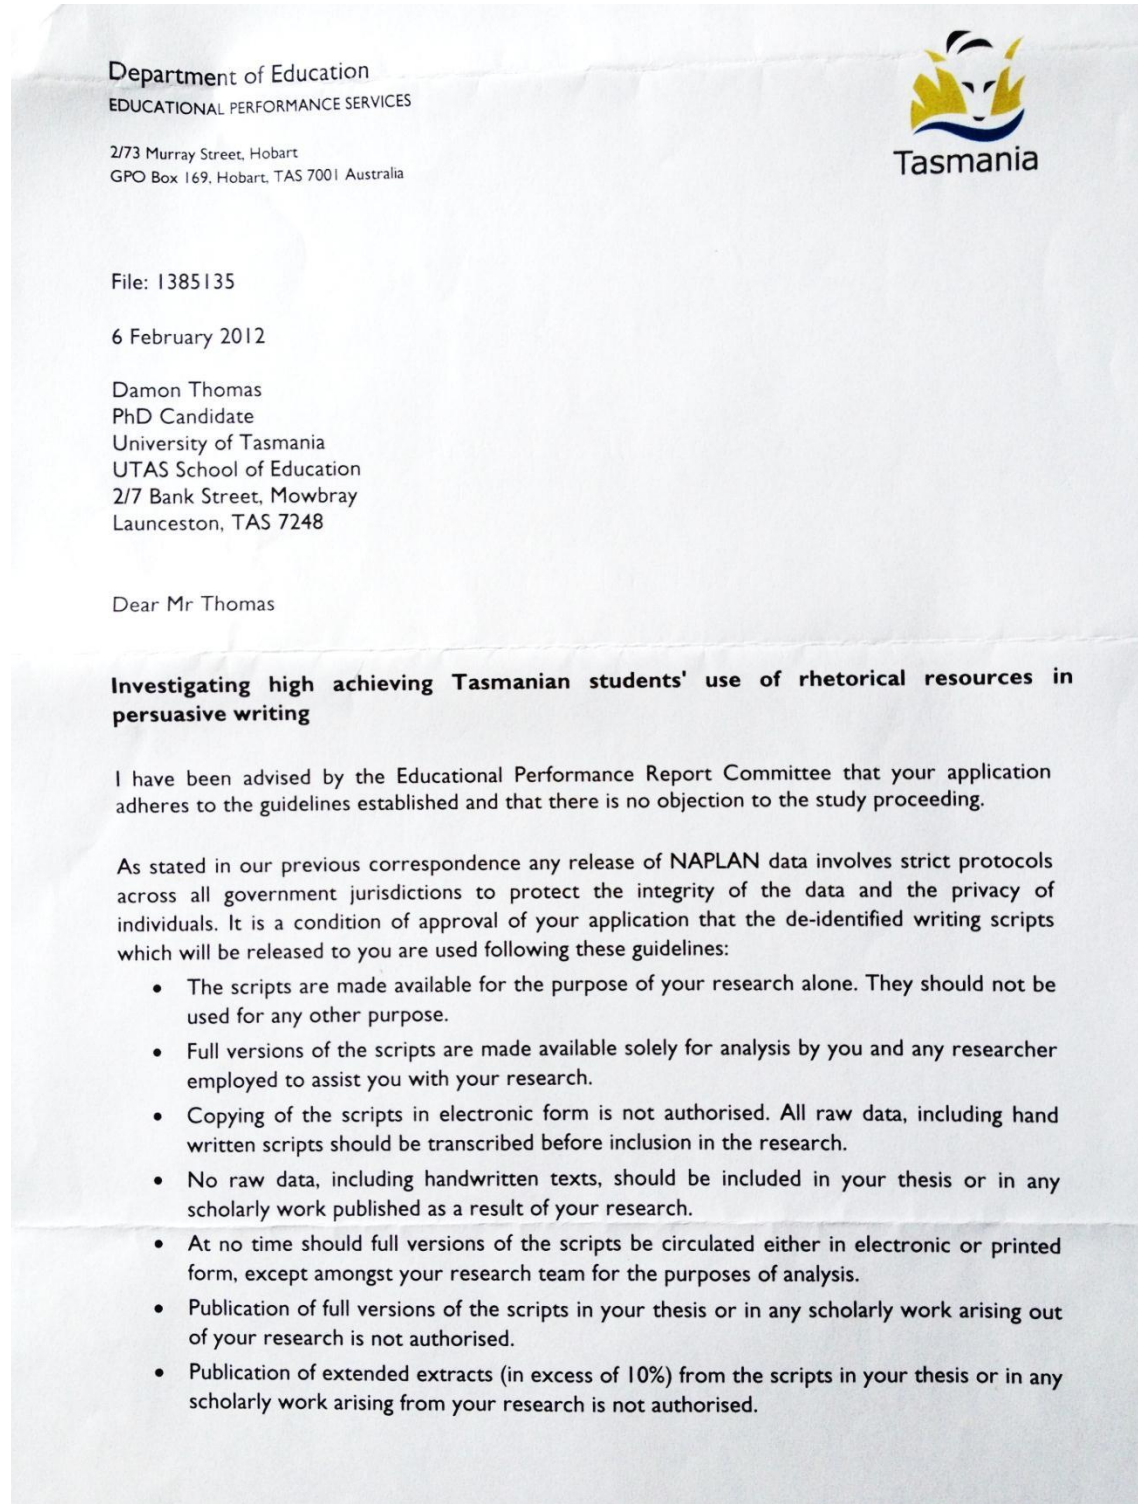 Department of Education
EDUCATIONAL PERFORMANCE SERVICES
2/73 Murray Street, Hobart
GPO Box 169, Hobart, TAS 7001 Australia
Tasmania
File: 1385135
6 February 2012
Damon Thomas
PhD Candidate
University of Tasmania
UTAS School of Education
2/7 Bank Street, Mowbray
Launceston, TAS 7248
Dear Mr Thomas
Investigating high achieving Tasmanian students' use of rhetorical resources in
persuasive writing
I have been advised by the Educational Performance Report Committee that your application
adheres to the guidelines established and that there is no objection to the study proceeding.
As stated in our previous correspondence any release of NAPLAN data involves strict protocols
across all government jurisdictions to protect the integrity of the data and the privacy of
individuals. It is a condition of approval of your application that the de-identified writing scripts
which will be released to you are used following these guidelines:
• The scripts are made available for the purpose of your research alone. They should not be
used for any other purpose.
• Full versions of the scripts are made available solely for analysis by you and any researcher
employed to assist you with your research.
• Copying of the scripts in electronic form is not authorised. All raw data, including hand
written scripts should be transcribed before inclusion in the research.
• No raw data, including handwritten texts, should be included in your thesis or in any
scholarly work published as a result of your research.
• At no time should full versions of the scripts be circulated either in electronic or printed
form, except amongst your research team for the purposes of analysis.
• Publication of full versions of the scripts in your thesis or in any scholarly work arising out
of your research is not authorised.
• Publication of extended extracts (in excess of 10%) from the scripts in your thesis or in any
scholarly work arising from your research is not authorised.